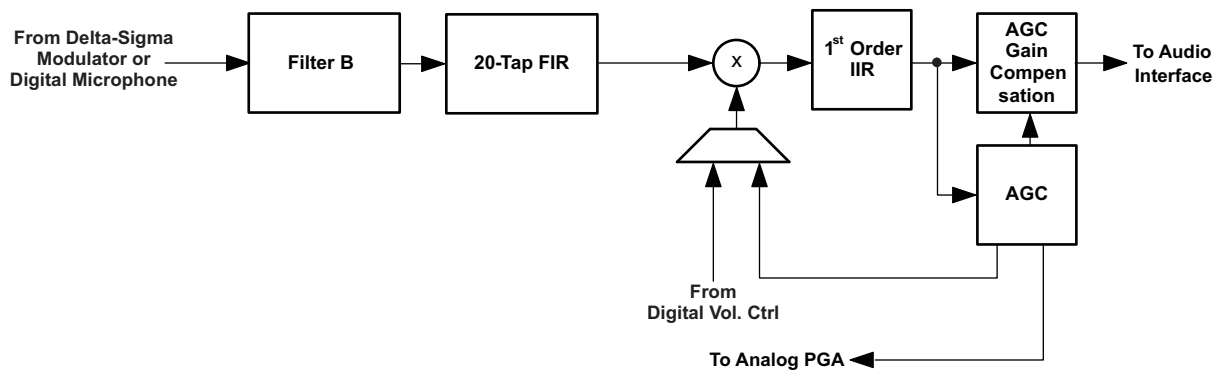 From Delta-Sigma
Modulator or
Digital Microphone
Filter B
20-Tap FIR
x
1st Order
IIR
AGC
Gain
Compen
sation
To Audio
Interface
AGC
From
Digital Vol. Ctrl
To Analog PGA